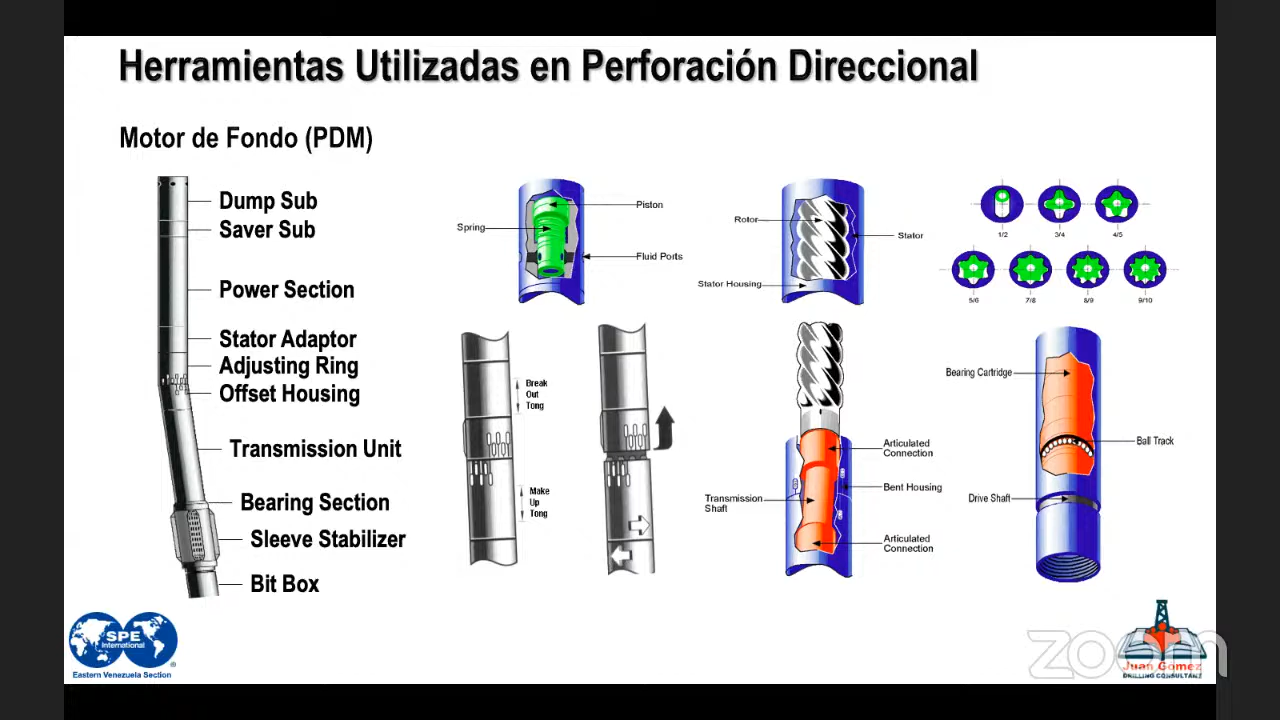 Herramientas Utilizadas en Perforación Direccional
Motor de Fondo (PDM)
Dump Sub
Saver Sub
Power Section
Stator Adaptor
Adjusting Ring
Offset Housing
Transmission Unit
Bearing Section
Sleeve Stabilizer
Bit Box
Piston
Spring
Fluid Ports
Rotor
Stator
Stator Housing
1/2
3/4
4/5
5/6
7/8
8/9
9/10
Break
Out
Tong
Make
Up
Tong
Articulated
Connection
Bent Housing
Transmission
Shaft
Articulated
Connection
Bearing Cartridge
Ball Track
Drive Shaft
SPE
International
Eastern Venezuela Section
zoom
Juan Gómez
DRILLING CONSULTANT